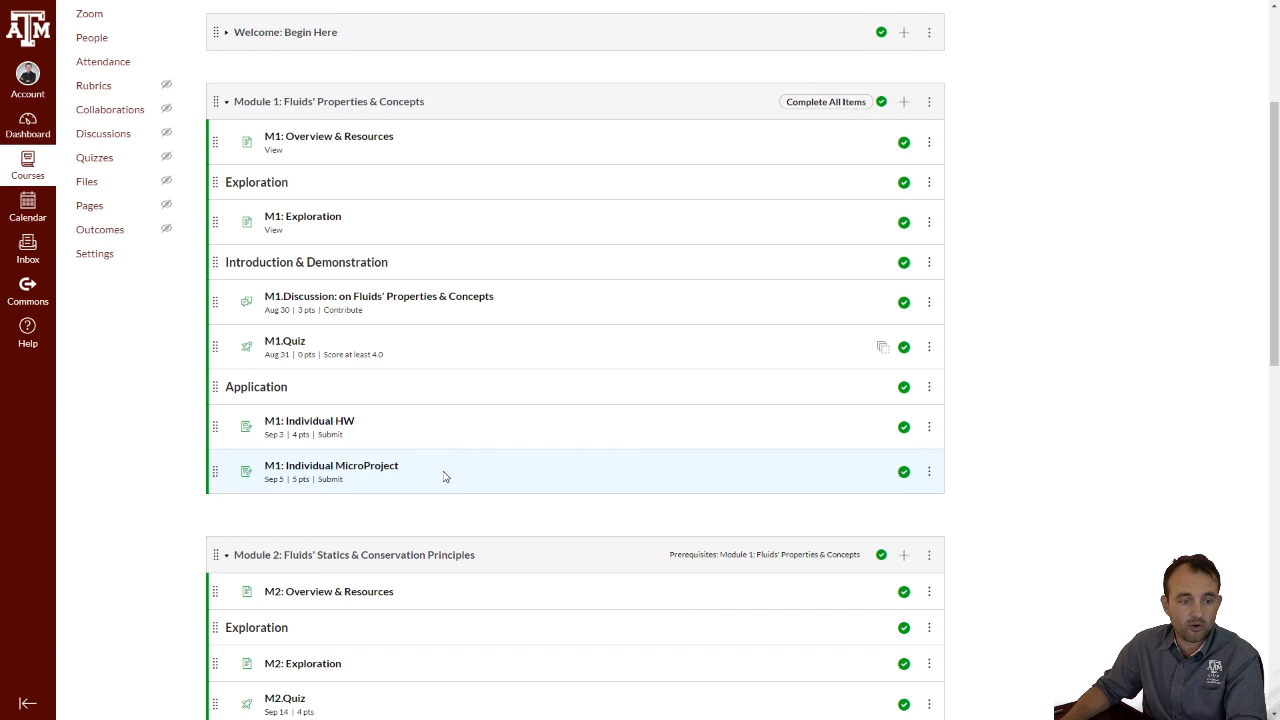 Zoom
People
Attendance
Rubrics
Collaborations
Discussions
Quizzes
Files
Pages
Outcomes
Settings
ATM
Account
Dashboard
Courses
Calendar
Inbox
Commons
Help
Welcome: Begin Here
Module 1: Fluids' Properties & Concepts
Complete All Items
M1: Overview & Resources
View
Exploration
M1: Exploration
View
Introduction & Demonstration
M1.Discussion: on Fluids' Properties & Concepts
Aug 30 | 3 pts | Contribute
M1.Quiz
Aug 31 | 0 pts | Score at least 4.0
Application
M1: Individual HW
Sep 3 | 4 pts | Submit
M1: Individual MicroProject
Sep 5 | 5 pts | Submit
Module 2: Fluids' Statics & Conservation Principles
Prerequisites: Module 1: Fluids' Properties & Concepts
M2: Overview & Resources
Exploration
M2: Exploration
M2.Quiz
Sep 14 | 4 pts
ATM